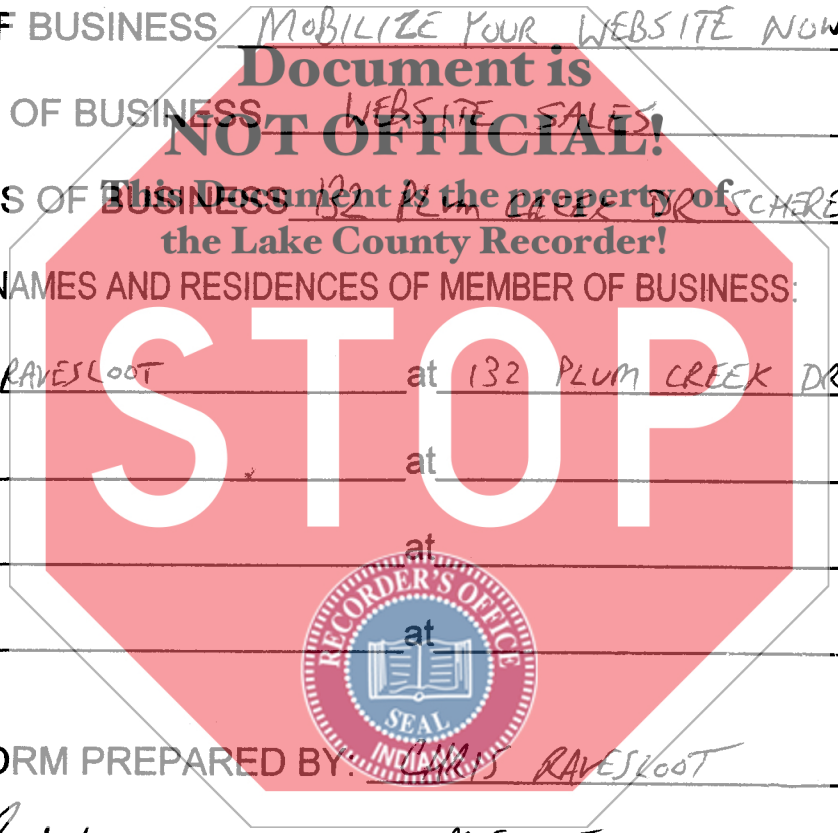 F BUSINESS MOBILIZE YOUR WEBSITE NOW
Document is
OF BUSINESS WEBSITE SALES
NOT OFFICIAL!
S OF BUSINESS 132 PLUM CREEK DR SCHERE
This Document is the property of
the Lake County Recorder!
NAMES AND RESIDENCES OF MEMBER OF BUSINESS:
STOP
RAVESLOOT at 132 PLUM CREEK DR
at
at
at
RECORDER'S OFFICE
SEAL
INDIANA
ORM PREPARED BY: CHRIS RAVESLOOT